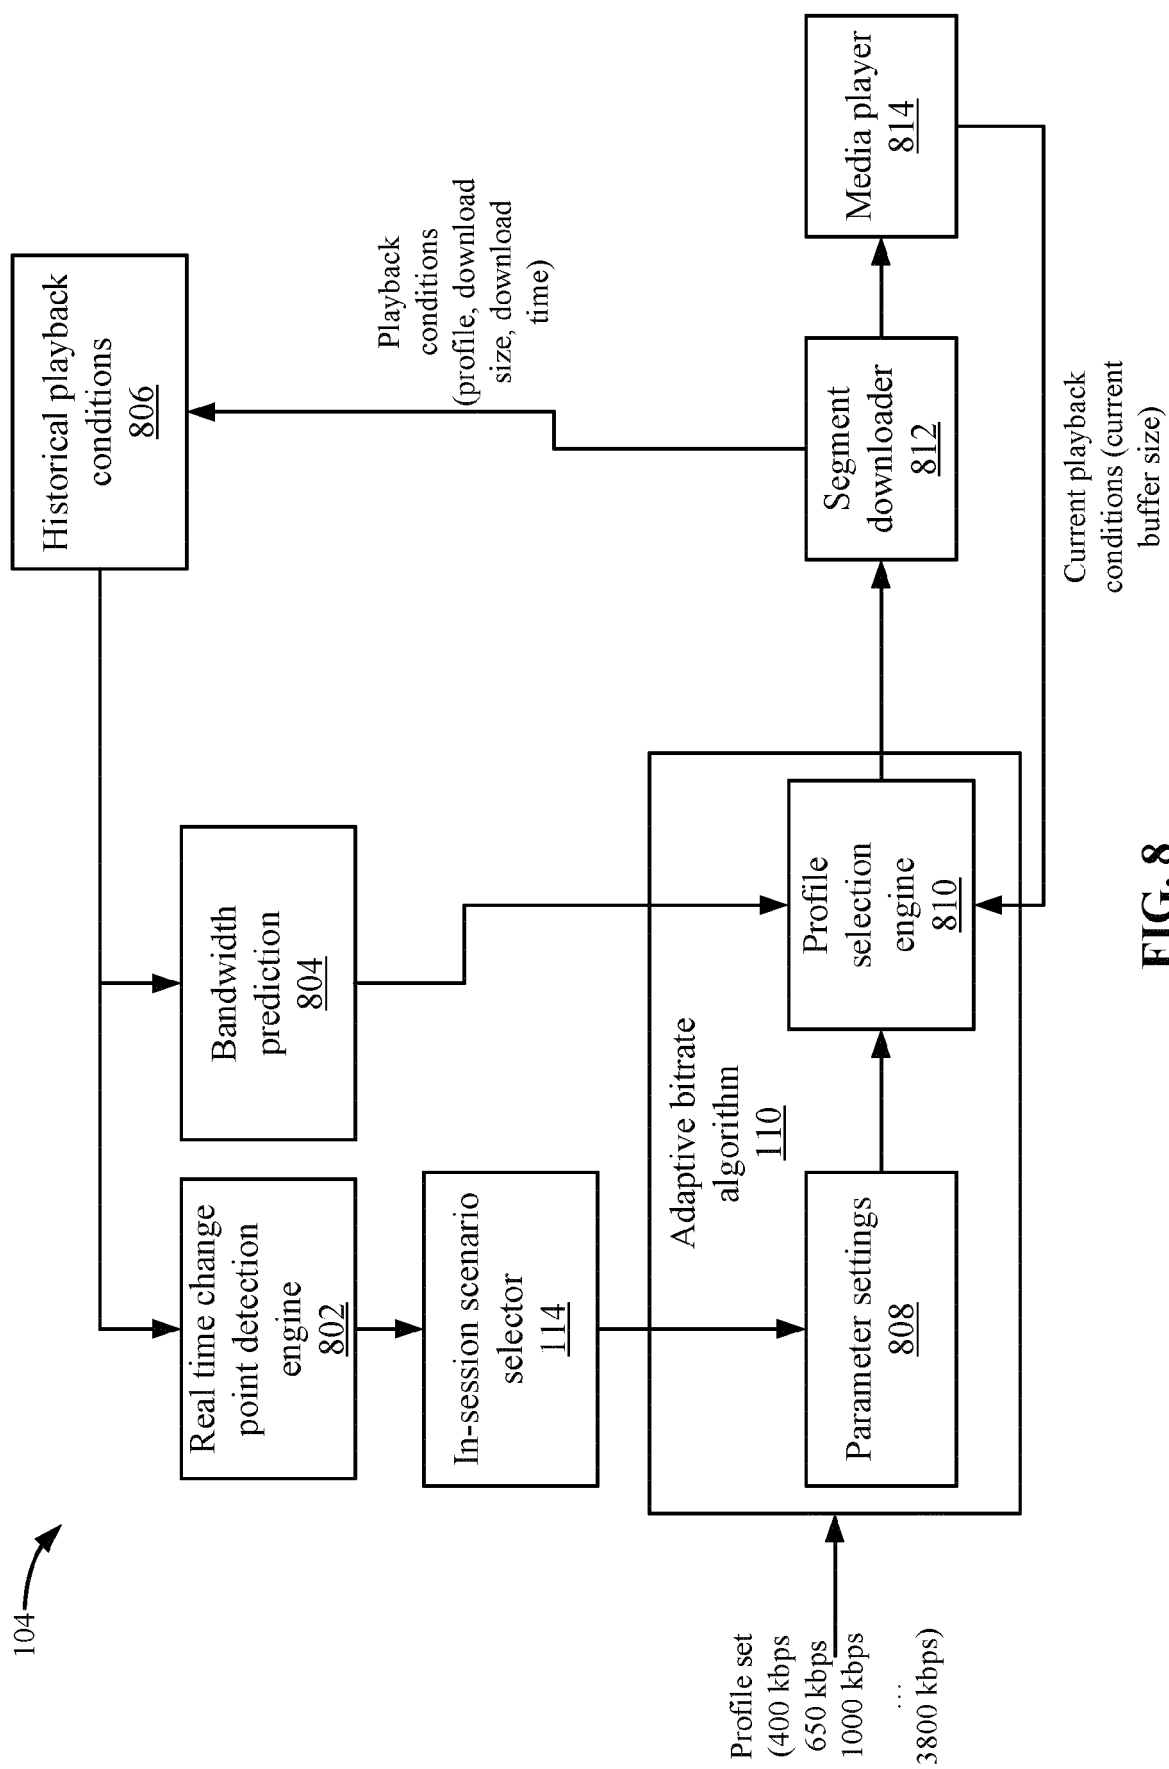 104
Historical playback
conditions
806
Real time change
point detection
engine
802
Bandwidth
prediction
804
Playback
conditions
(profile, download
size, download
time)
In-session scenario
selector
114
Adaptive bitrate
algorithm
110
Profile set
(400 kbps
650 kbps
1000 kbps
...
3800 kbps)
Parameter settings
808
Profile
selection
engine
810
Segment
downloader
812
Media player
814
Current playback
conditions (current
buffer size)
FIG. 8